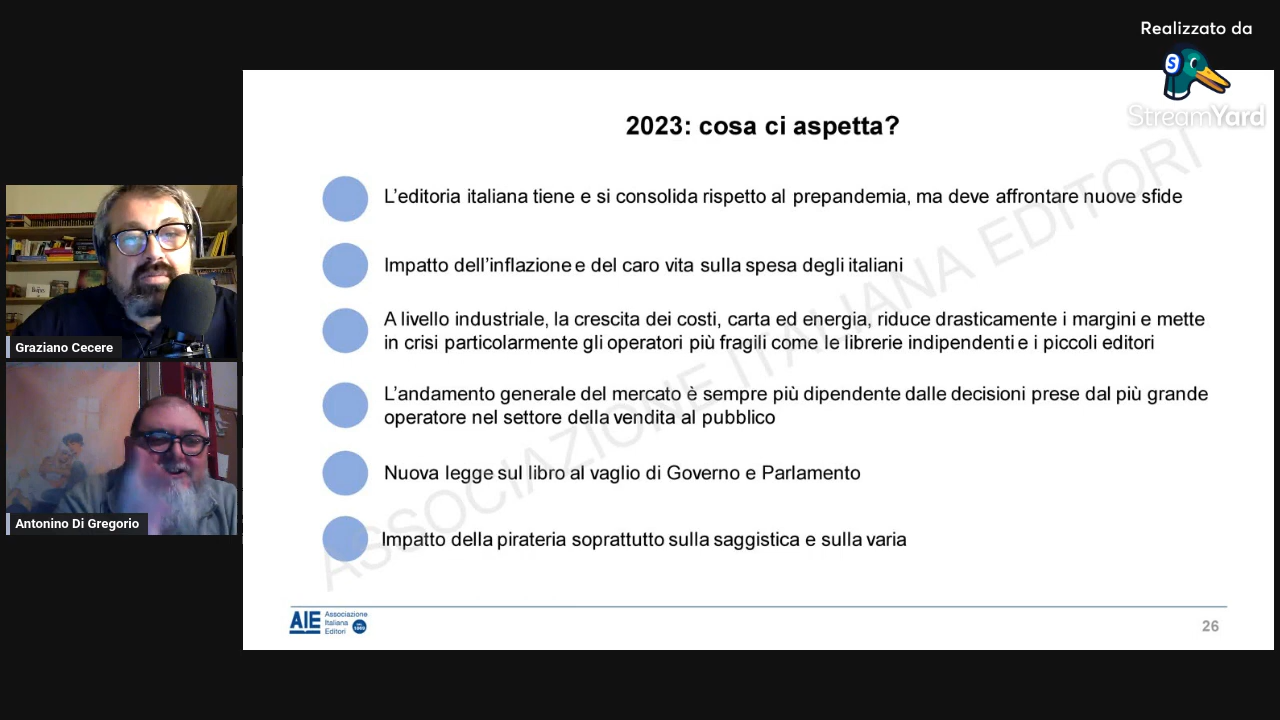 Realizzato da
StreamYard
2023: cosa ci aspetta?
L'editoria italiana tiene e si consolida rispetto al prepandemia, ma deve affrontare nuove sfide
Impatto dell'inflazione e del caro vita sulla spesa degli italiani
A livello industriale, la crescita dei costi, carta ed energia, riduce drasticamente i margini e mette
in crisi particolarmente gli operatori più fragili come le librerie indipendenti e i piccoli editori
L'andamento generale del mercato è sempre più dipendente dalle decisioni prese dal più grande
operatore nel settore della vendita al pubblico
Nuova legge sul libro al vaglio di Governo e Parlamento
Impatto della pirateria soprattutto sulla saggistica e sulla varia
ASSOCIAZIONE ITALIANA EDITORI
AIE
Associazione
Italiana
Editori
26
Graziano Cecere
Antonino Di Gregorio